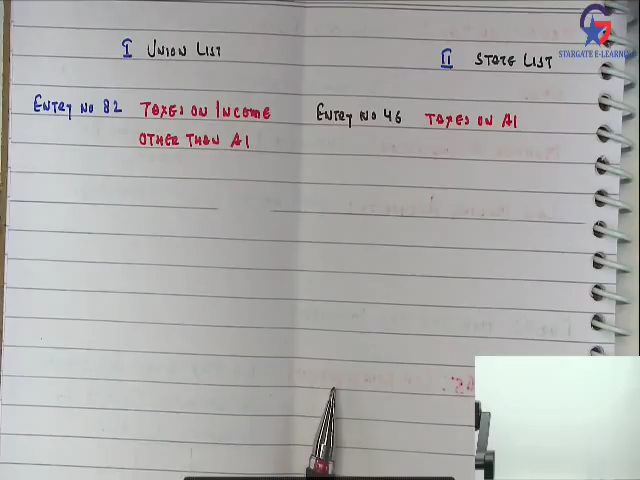 I UNION LIST
II STATE LIST
STARGATE E-LEARNI
ENTRY NO 82 TAXES ON INCOME
OTHER THAN AI
ENTRY NO 46 TAXES ON AI